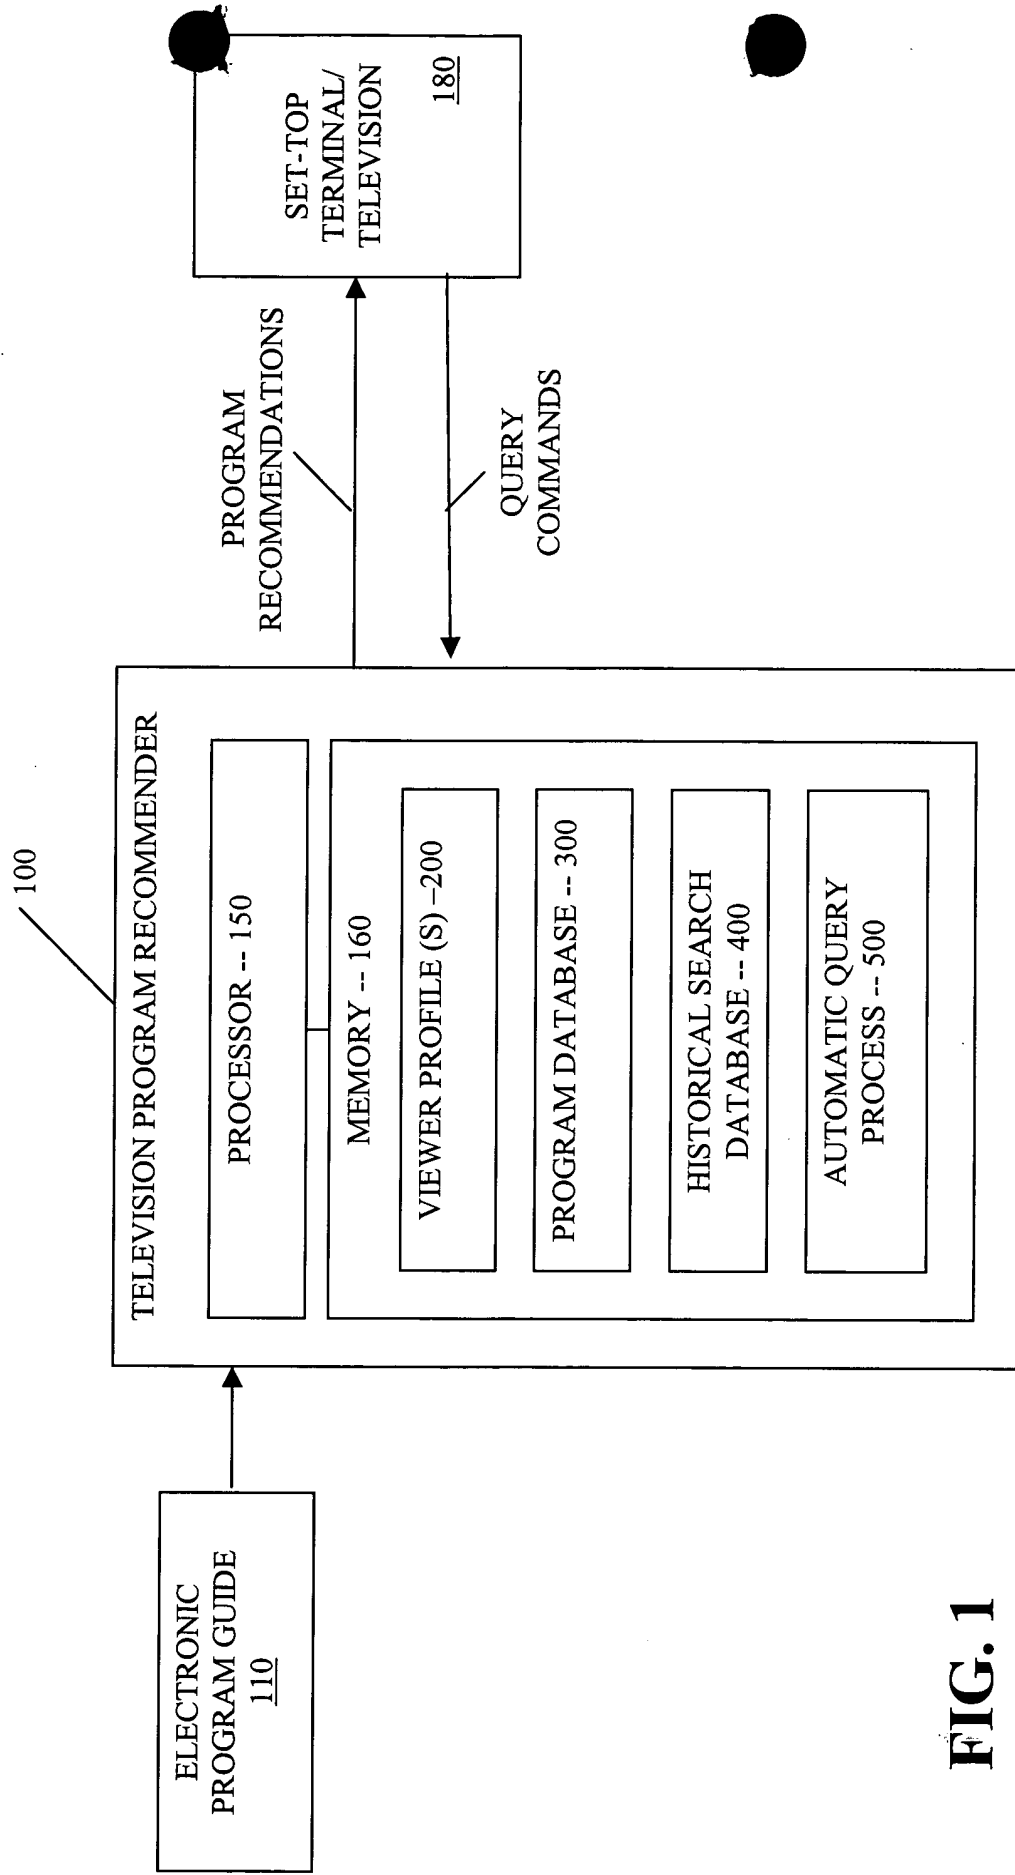 100
TELEVISION PROGRAM RECOMMENDER
ELECTRONIC
PROGRAM GUIDE
110
PROCESSOR -- 150
MEMORY -- 160
VIEWER PROFILE (S) –200
PROGRAM DATABASE -- 300
HISTORICAL SEARCH
DATABASE -- 400
AUTOMATIC QUERY
PROCESS -- 500
PROGRAM
RECOMMENDATIONS
QUERY
COMMANDS
SET-TOP
TERMINAL/
TELEVISION
180
FIG. 1